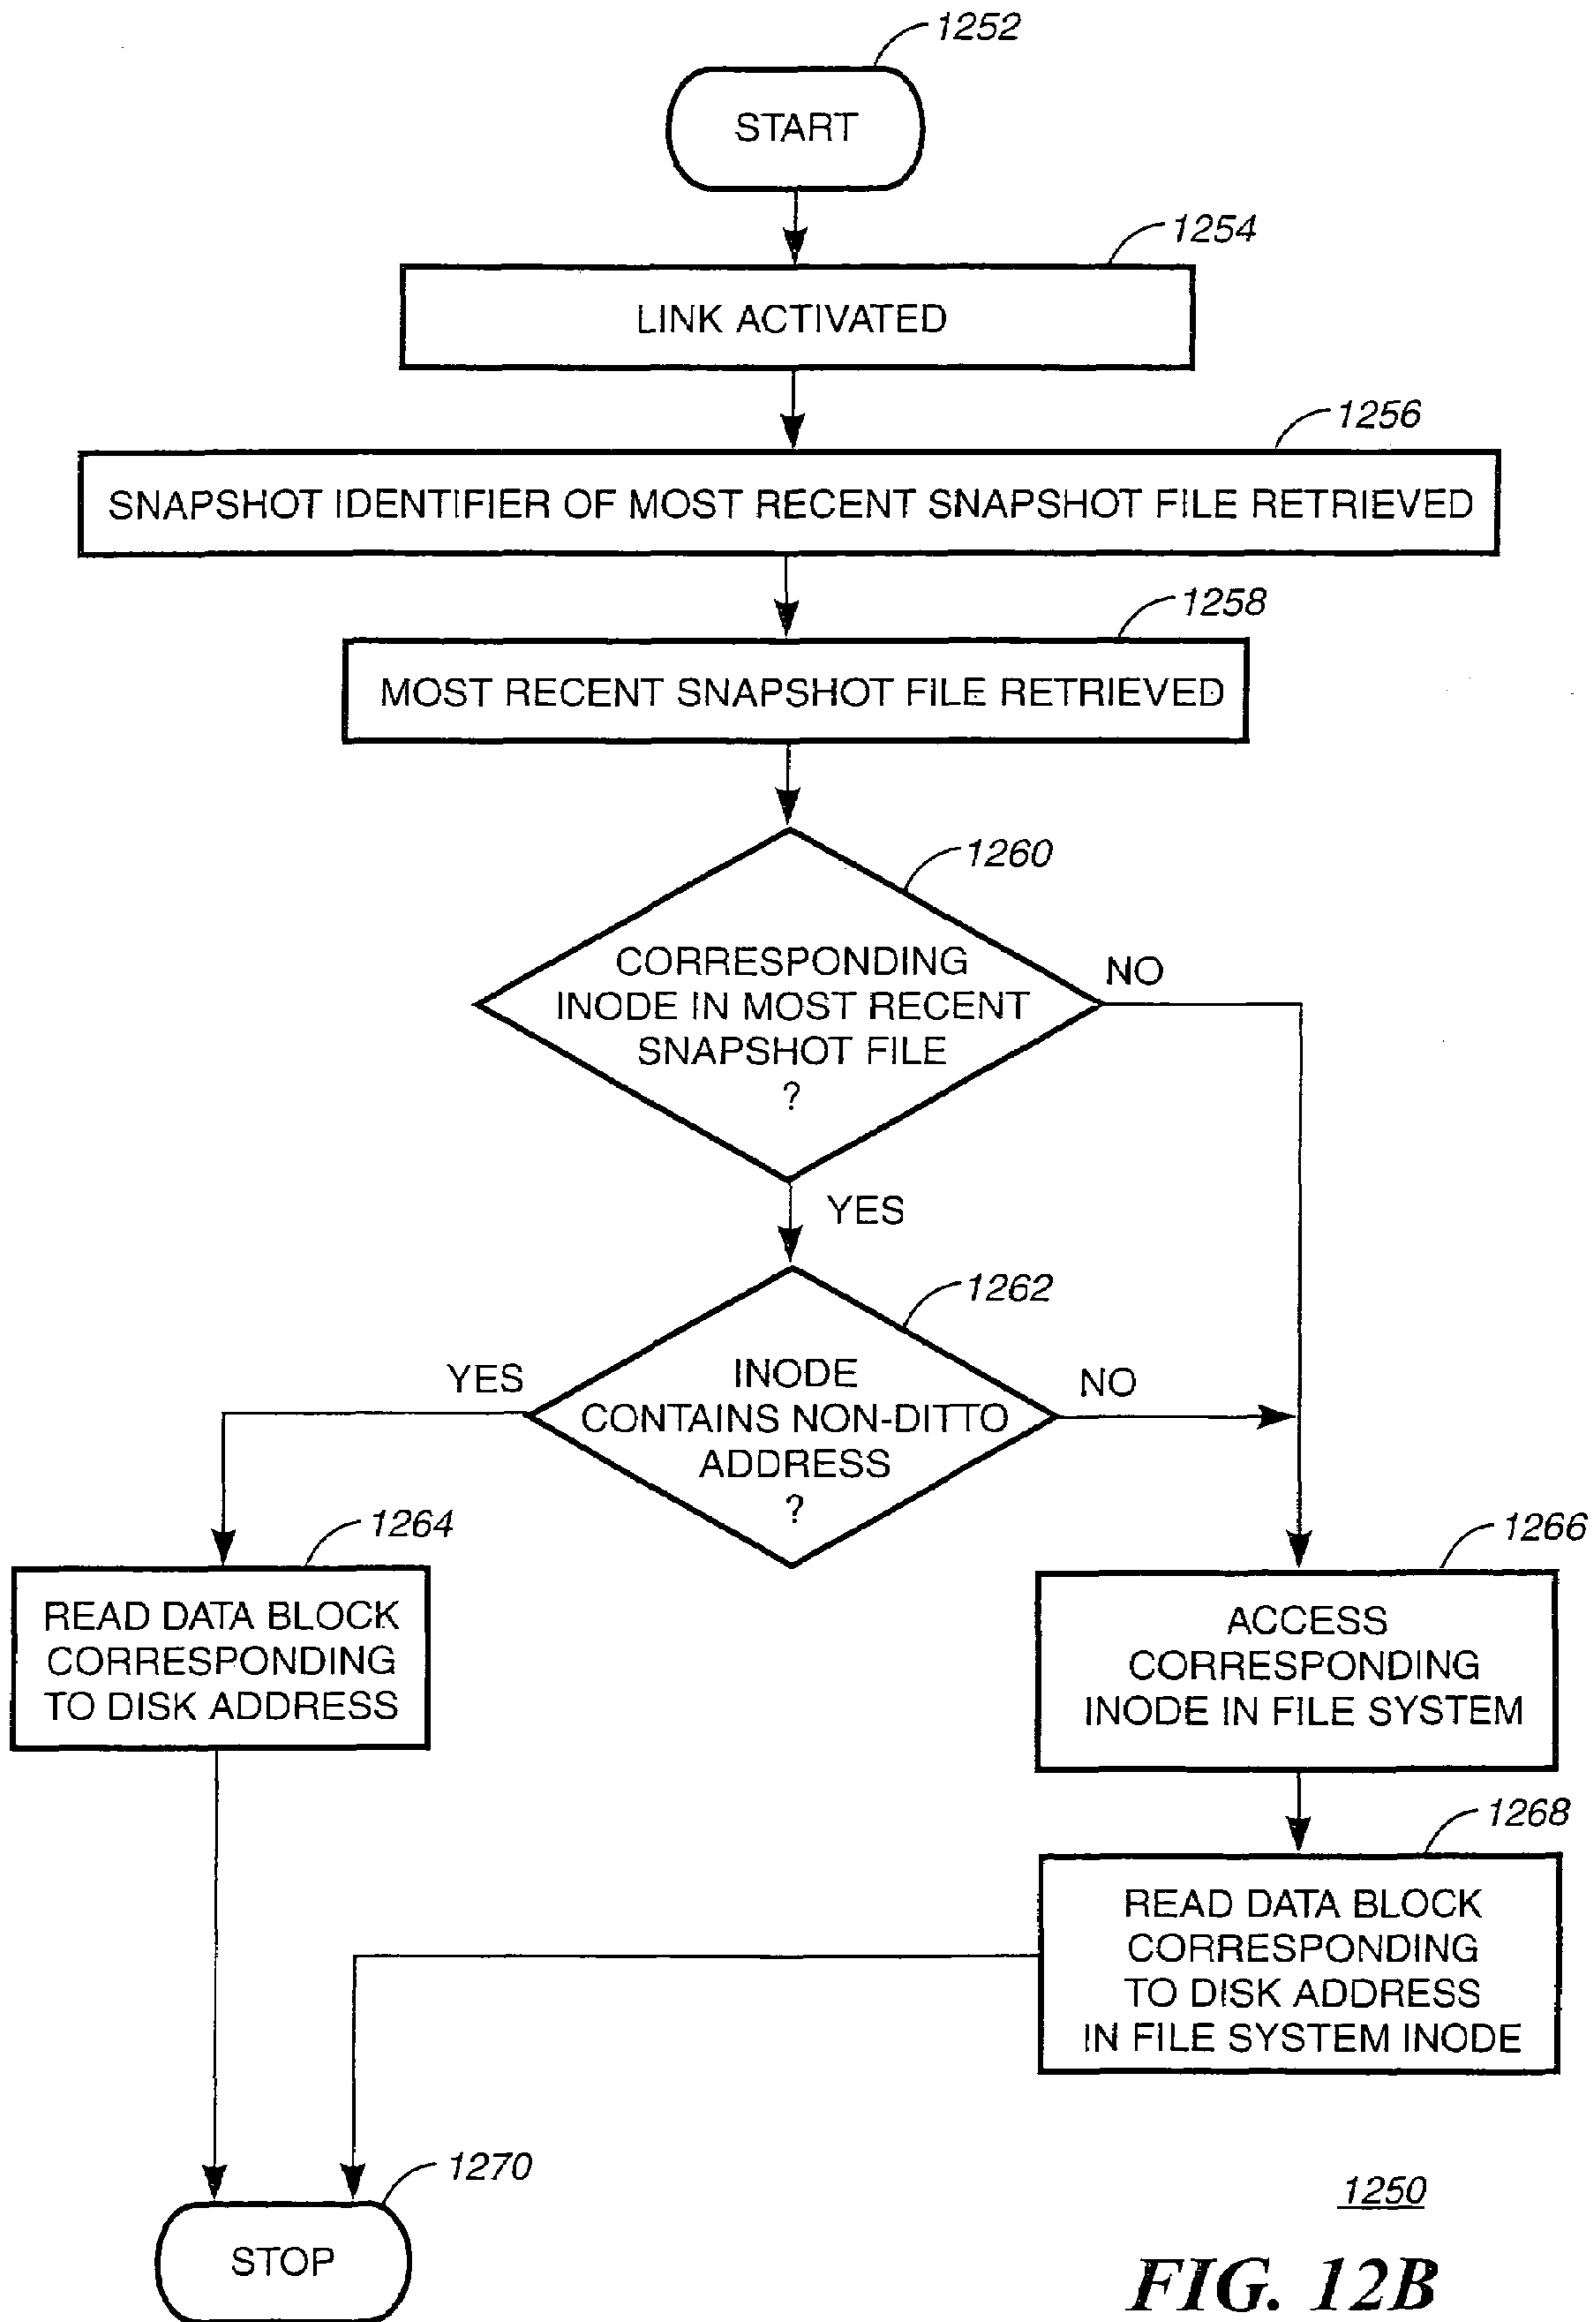 1252
START
1254
LINK ACTIVATED
1256
SNAPSHOT IDENTIFIER OF MOST RECENT SNAPSHOT FILE RETRIEVED
1258
MOST RECENT SNAPSHOT FILE RETRIEVED
1260
CORRESPONDING
INODE IN MOST RECENT
SNAPSHOT FILE
?
NO
YES
1262
INODE
CONTAINS NON-DITTO
ADDRESS
?
YES
NO
1264
READ DATA BLOCK
CORRESPONDING
TO DISK ADDRESS
1266
ACCESS
CORRESPONDING
INODE IN FILE SYSTEM
1268
READ DATA BLOCK
CORRESPONDING
TO DISK ADDRESS
IN FILE SYSTEM INODE
1270
STOP
1250
FIG. 12B